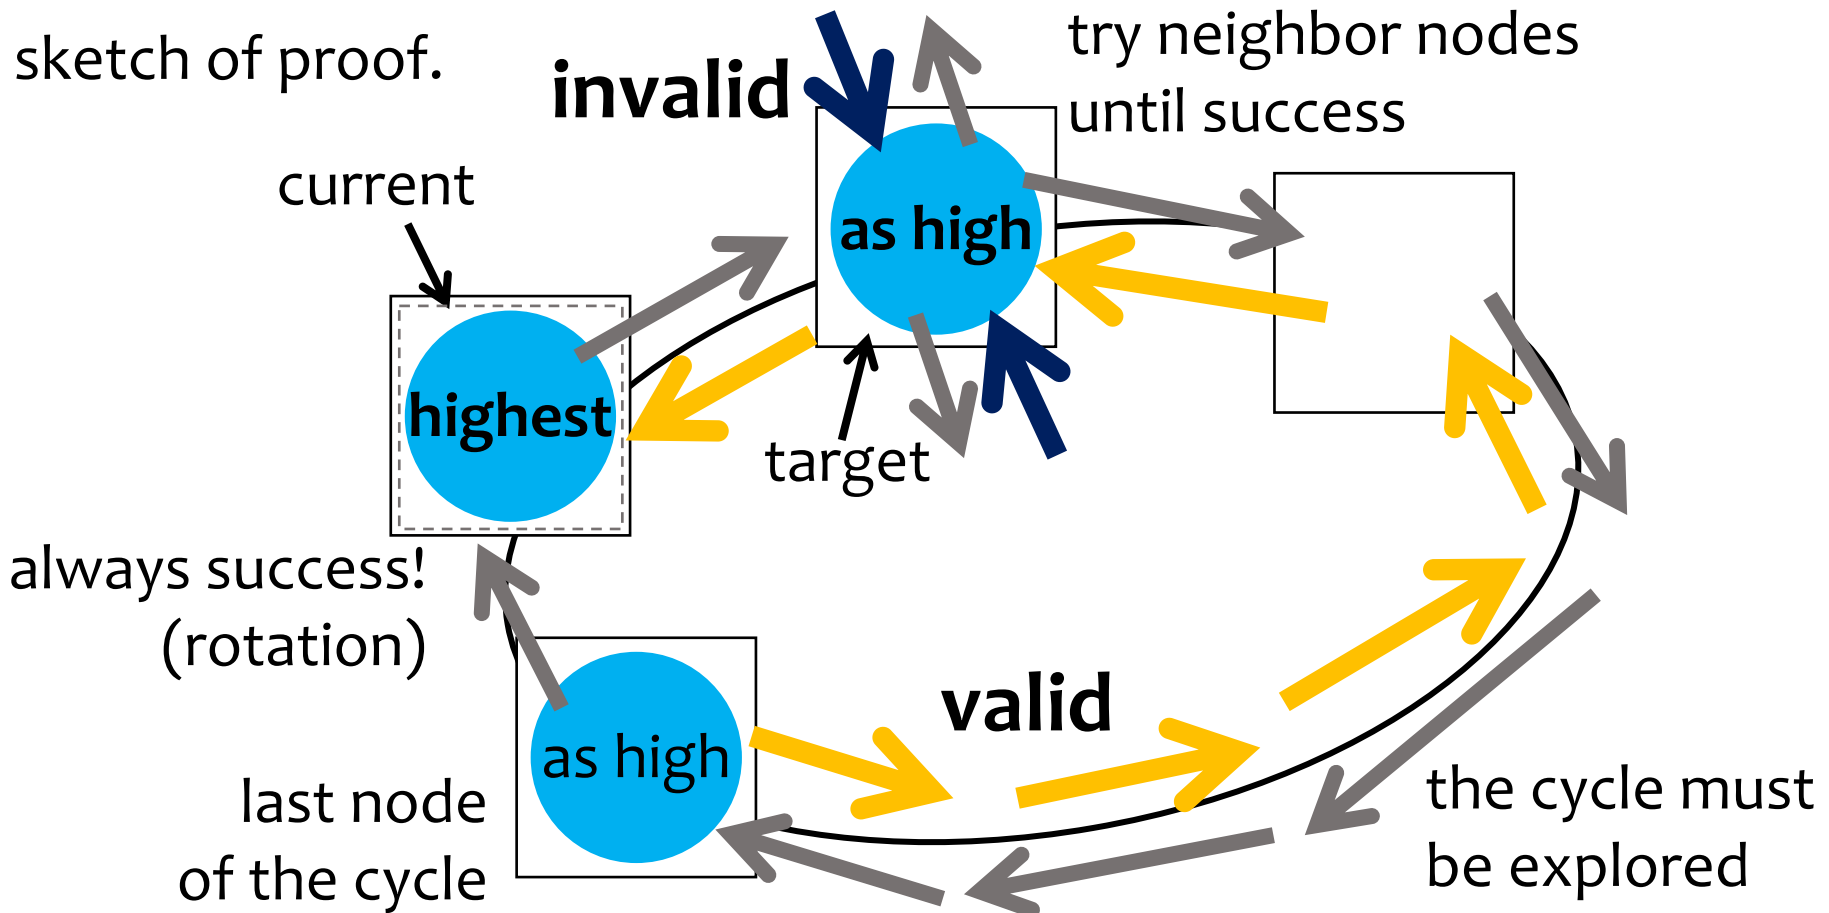 sketch of proof.
invalid
try neighbor nodes
until success
current
as high
highest
target
always success!
(rotation)
valid
as high
last node
of the cycle
the cycle must
be explored